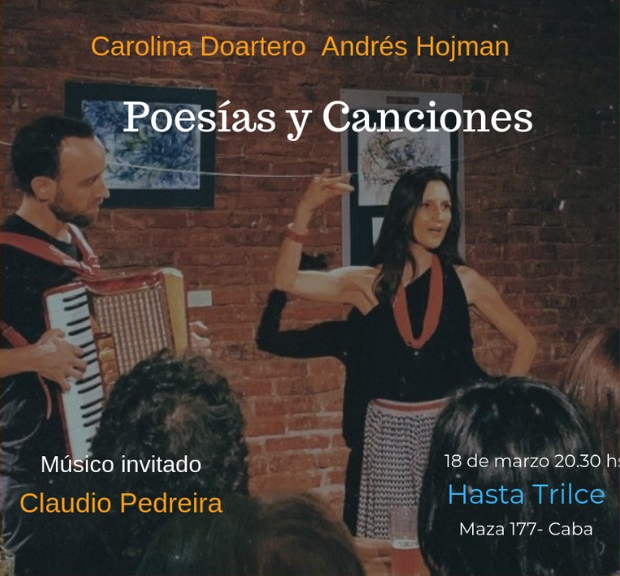 Carolina Doartero  Andrés Hojman
Poesías y Canciones
Músico invitado
Claudio Pedreira
18 de marzo 20.30 hs
Hasta Trilce
Maza 177- Caba